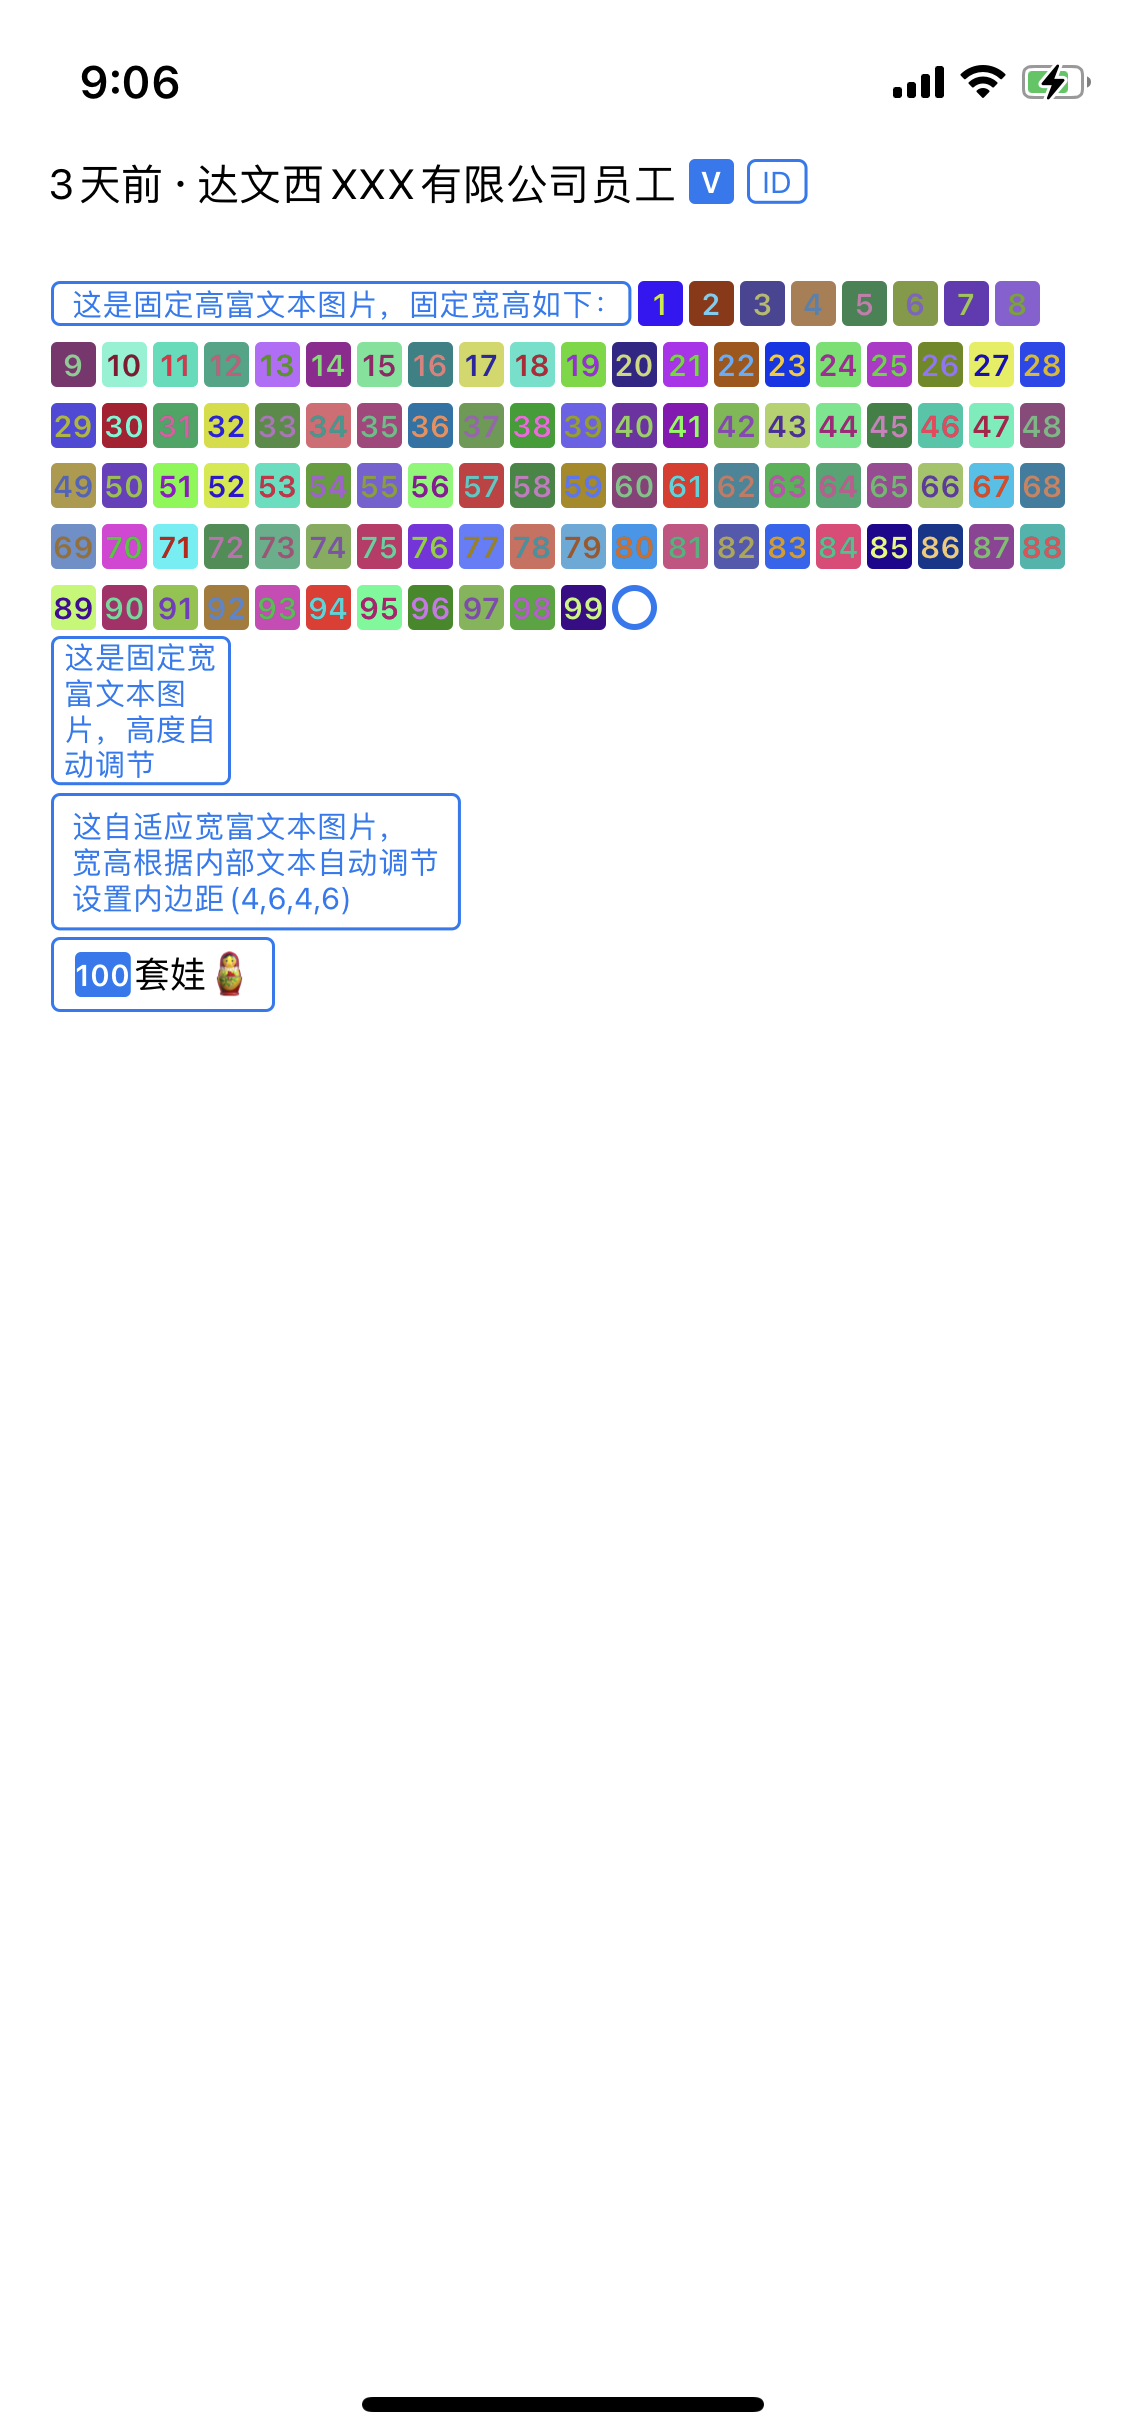 9:06
3天前 · 达文西XXX有限公司员工 V ID
这是固定高富文本图片，固定宽高如下： 1 2 3 4 5 6 7 8
9 10 11 12 13 14 15 16 17 18 19 20 21 22 23 24 25 26 27 28
29 30 31 32 33 34 35 36 37 38 39 40 41 42 43 44 45 46 47 48
49 50 51 52 53 54 55 56 57 58 59 60 61 62 63 64 65 66 67 68
69 70 71 72 73 74 75 76 77 78 79 80 81 82 83 84 85 86 87 88
89 90 91 92 93 94 95 96 97 98 99
这是固定宽
富文本图
片，高度自
动调节
这自适应宽富文本图片，
宽高根据内部文本自动调节
设置内边距(4,6,4,6)
100套娃🪆